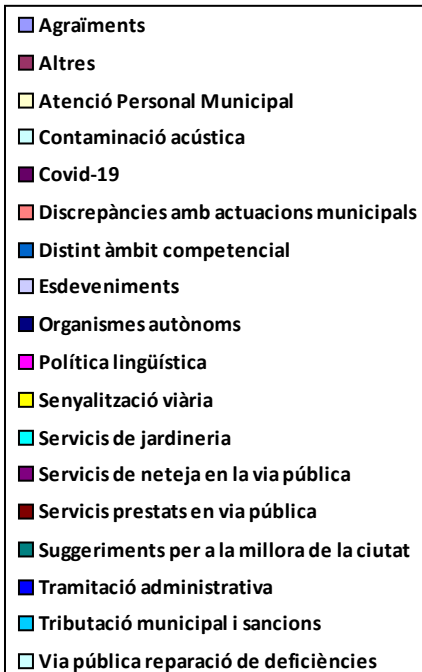 Agraïments
Altres
Atenció Personal Municipal
Contaminació acústica
Covid-19
Discrepàncies amb actuacions municipals
Distint àmbit competencial
Esdeveniments
Organismes autònoms
Política lingüística
Senyalització viària
Servicis de jardineria
Servicis de neteja en la via pública
Servicis prestats en via pública
Suggeriments per a la millora de la ciutat
Tramitació administrativa
Tributació municipal i sancions
Via pública reparació de deficiències